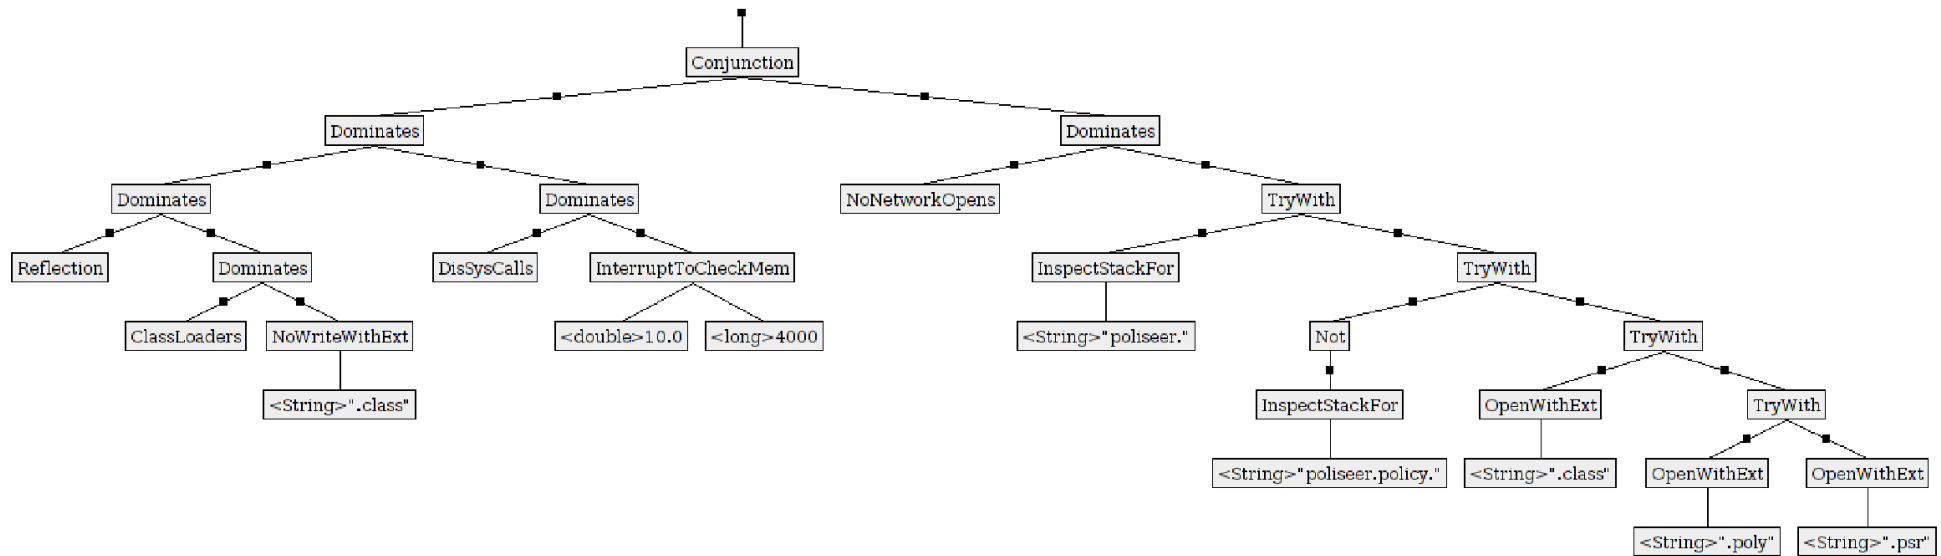 Conjunction
Dominates Dominates
Dominates Dominates NoNetworkOpens TryWith
Reflection Dominates DisSysCalls InterruptToCheckMem InspectStackFor TryWith
ClassLoaders NoWriteWithExt <double>10.0 <long>4000 <String>"poliseer." Not TryWith
<String>".class" InspectStackFor OpenWithExt TryWith
<String>"poliseer.policy." <String>".class" OpenWithExt OpenWithExt
<String>".poly" <String>".psr"